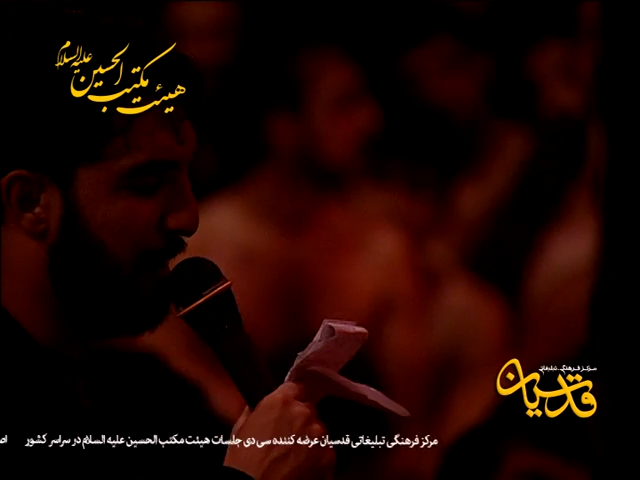 هیئت مکتب الحسین علیه السلام
مرکز فرهنگی تبلیغاتی
قدسیان
مرکز فرهنگی تبلیغاتی قدسیان عرضه کننده سی دی جلسات هیئت مکتب الحسین علیه السلام در سراسر کشور